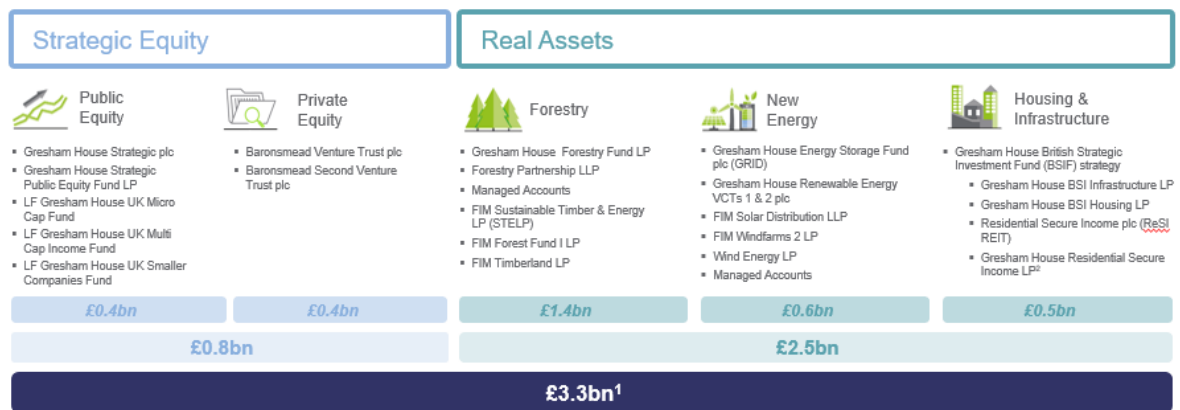 Strategic Equity
Real Assets
Public
Equity
▪ Gresham House Strategic plc
▪ Gresham House Strategic
Public Equity Fund LP
▪ LF Gresham House UK Micro
Cap Fund
▪ LF Gresham House UK Multi
Cap Income Fund
▪ LF Gresham House UK Smaller
Companies Fund
£0.4bn
Private
Equity
▪ Baronsmead Venture Trust plc
▪ Baronsmead Second Venture
Trust plc
£0.4bn
£0.8bn
Forestry
▪ Gresham House Forestry Fund LP
▪ Forestry Partnership LLP
▪ Managed Accounts
▪ FIM Sustainable Timber & Energy
LP (STELP)
▪ FIM Forest Fund I LP
▪ FIM Timberland LP
£1.4bn
New
Energy
▪ Gresham House Energy Storage Fund
plc (GRID)
▪ Gresham House Renewable Energy
VCTs 1 & 2 plc
▪ FIM Solar Distribution LLP
▪ FIM Windfarms 2 LP
▪ Wind Energy LP
▪ Managed Accounts
£0.6bn
Housing &
Infrastructure
▪ Gresham House British Strategic
Investment Fund (BSIF) strategy
▪ Gresham House BSI Infrastructure LP
▪ Gresham House BSI Housing LP
▪ Residential Secure Income plc (ReSI
REIT)
▪ Gresham House Residential Secure
Income LP²
£0.5bn
£2.5bn
£3.3bn¹